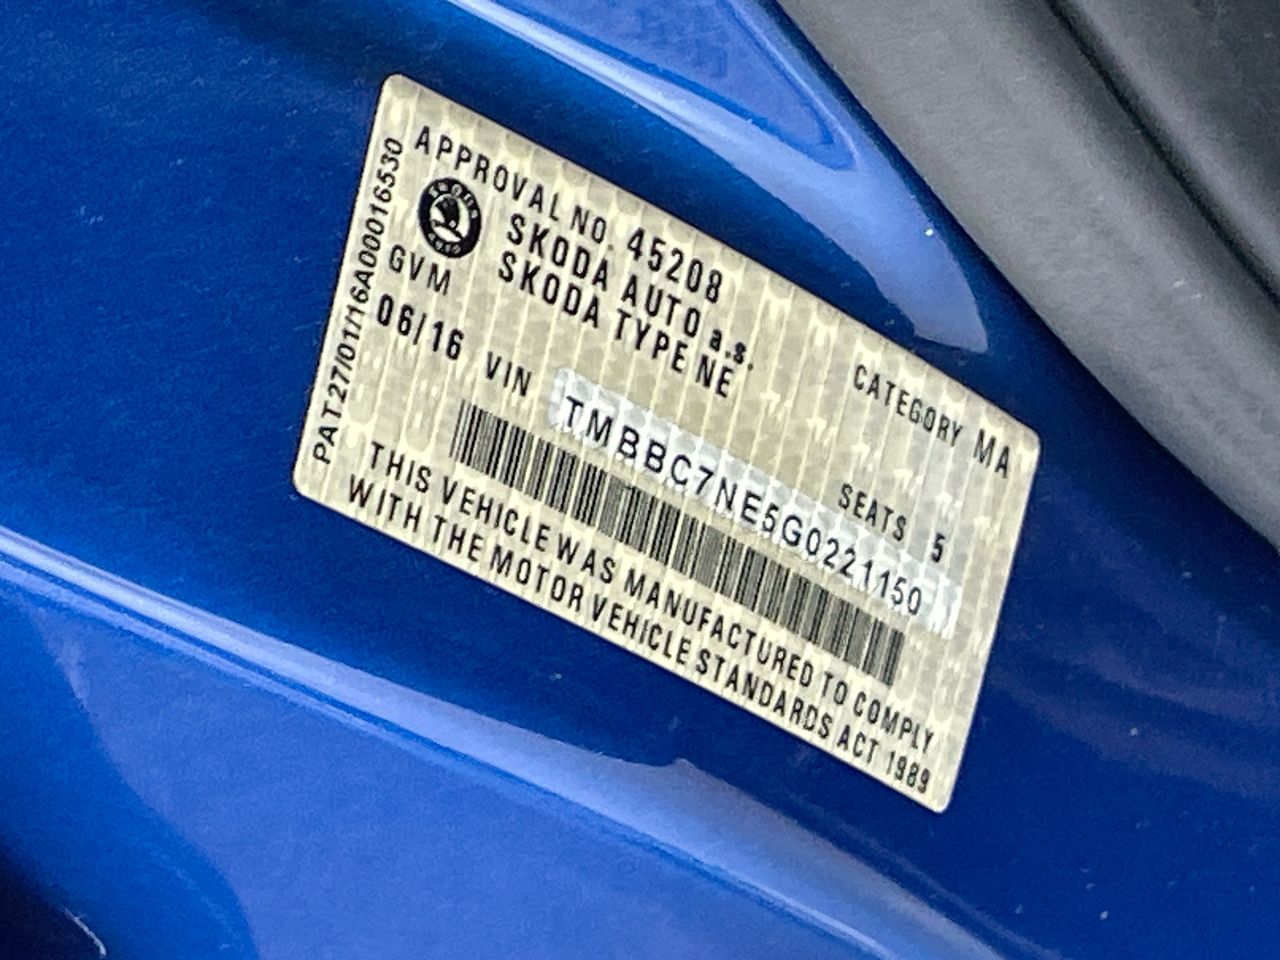 APPROVAL NO. 45208
SKODA AUTO a.s.
SKODA TYPE NE
CATEGORY MA
GVM
SEATS 5
06/16 VIN TMBBC7NE5G0221150
THIS VEHICLE WAS MANUFACTURED TO COMPLY
WITH THE MOTOR VEHICLE STANDARDS ACT 1989
PAT27/01/16A00016530